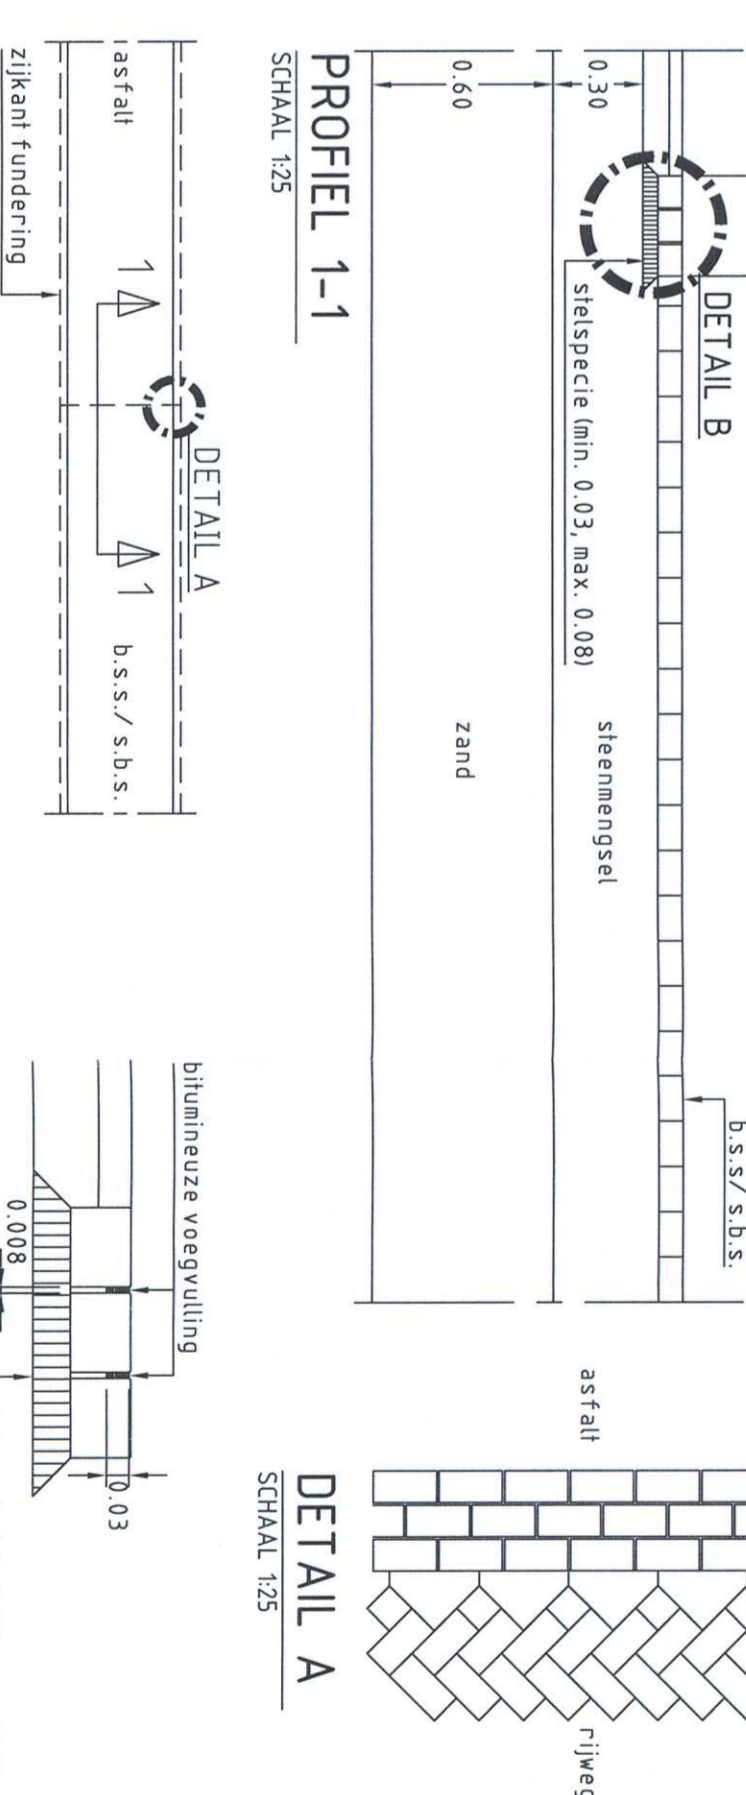 b.s.s/ s.b.s.
DETAIL B
0.30
0.60
stelspecie (min. 0.03, max. 0.08)
steenmengsel
zand
PROFIEL 1-1
SCHAAL 1:25
asfalt
rijweg
DETAIL A
SCHAAL 1:25
DETAIL A
1
1
asfalt
b.s.s./ s.b.s.
zijkant fundering
bitumineuze voegvulling
0.03
0.008